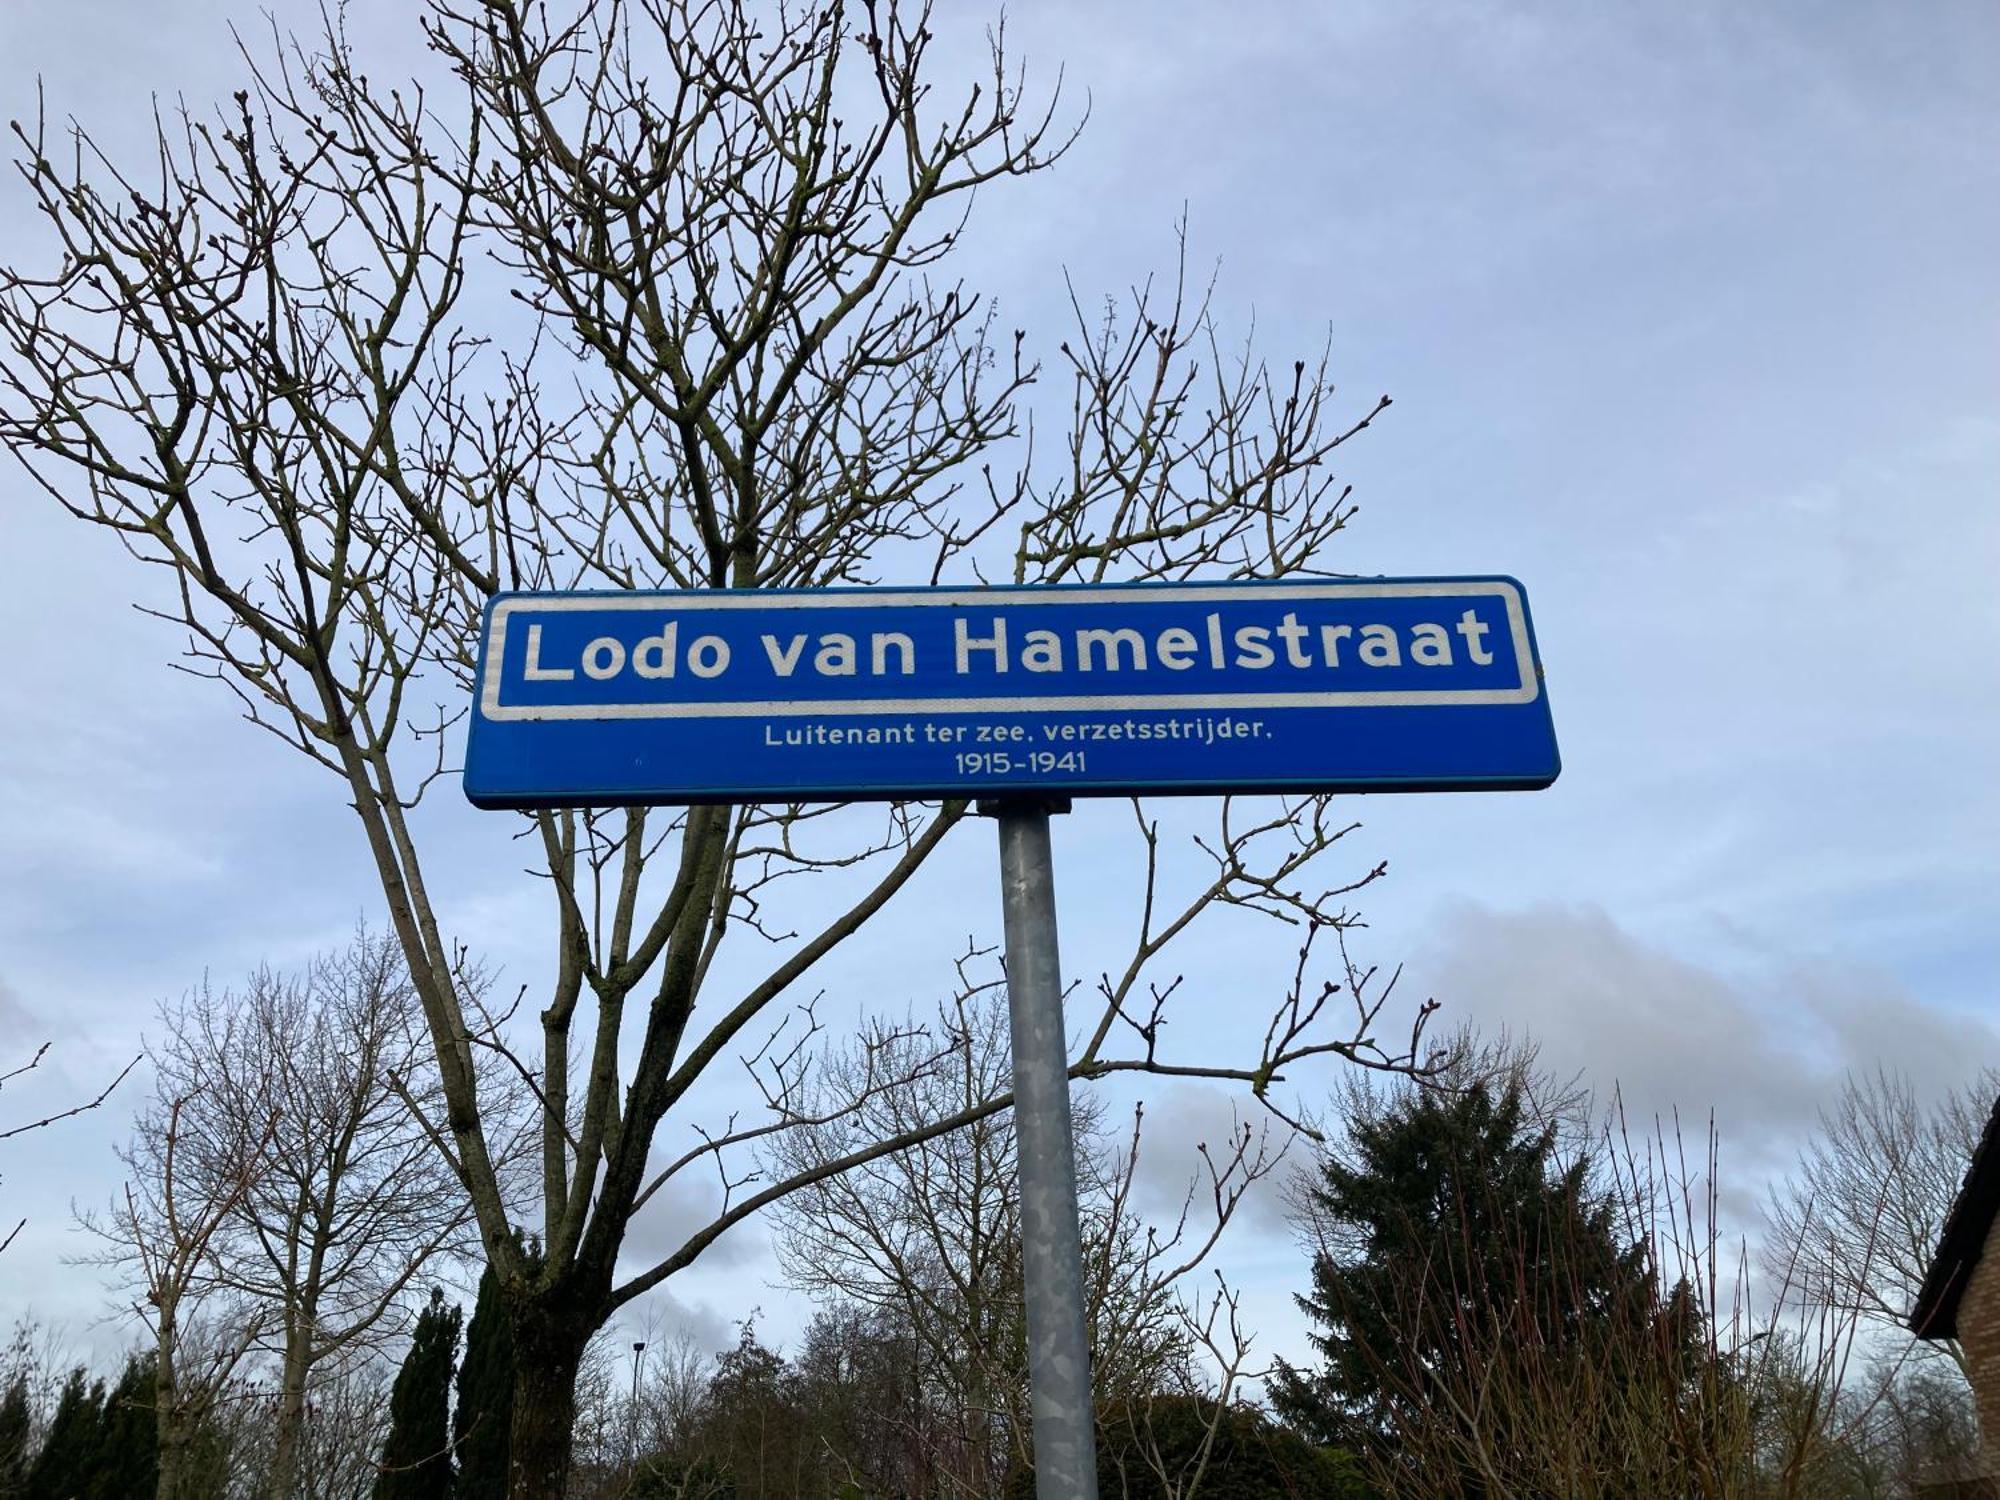 Lodo van Hamelstraat
Luitenant ter zee, verzetsstrijder,
1915-1941